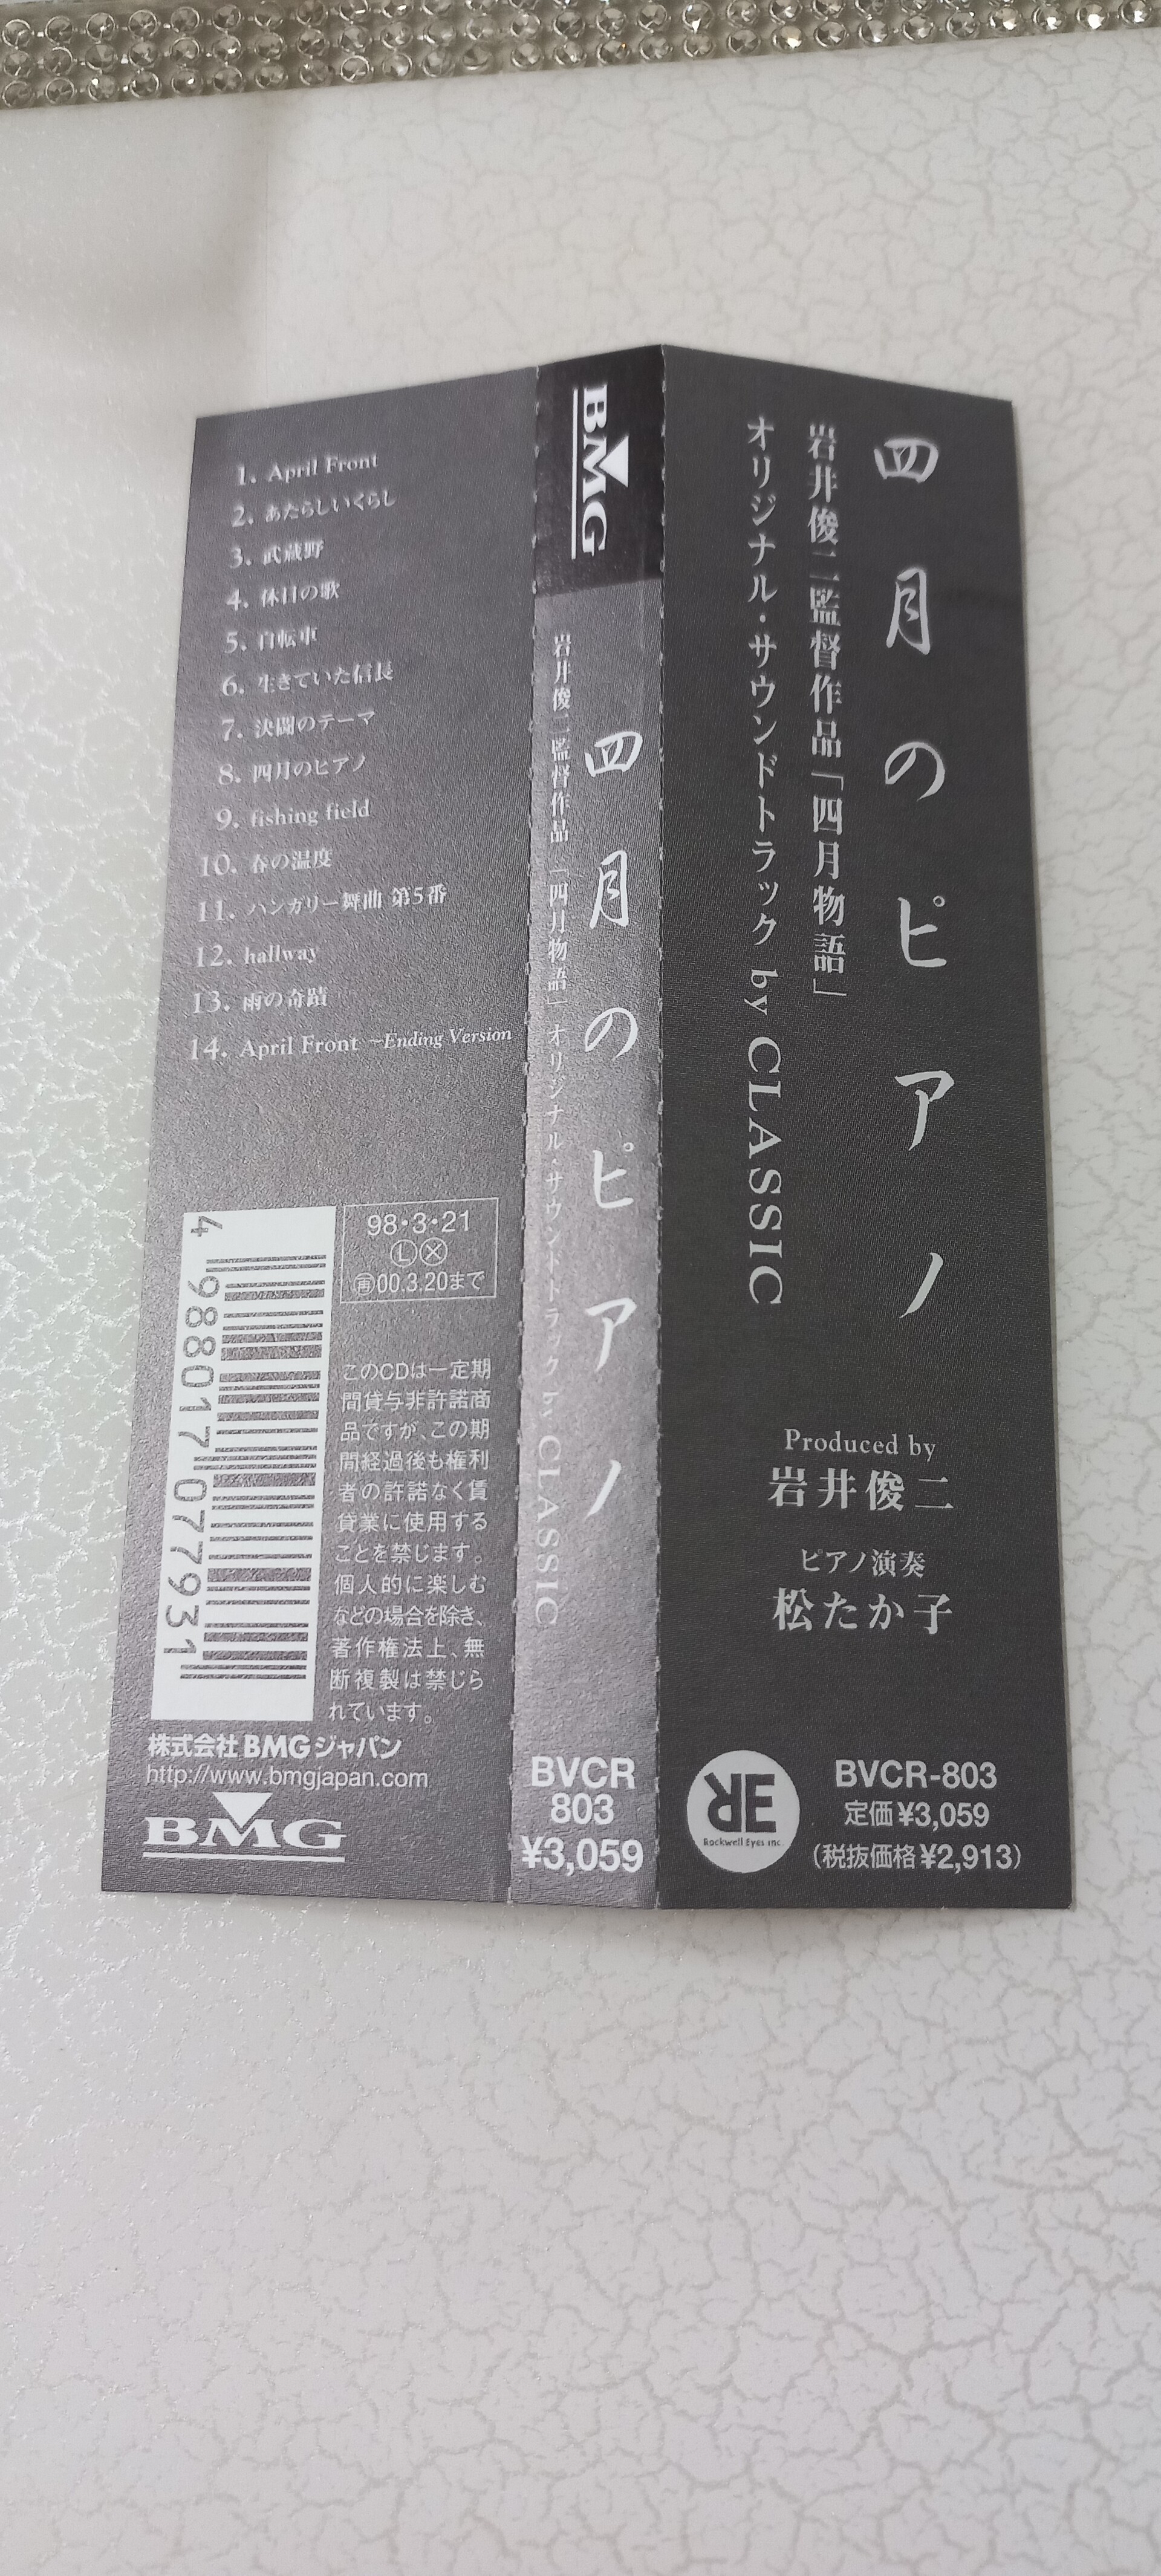 四月のピアノ
岩井俊二監督作品「四月物語」
オリジナル・サウンドトラック by CLASSIC
Produced by
岩井俊二
ピアノ演奏
松たか子
Rockwell Eyes inc.
BVCR-803
定価¥3,059
(税抜価格¥2,913)
BMG
四月のピアノ
岩井俊二監督作品「四月物語」オリジナル・サウンドトラック by CLASSIC
BVCR
803
¥3,059
1. April Front
2. あたらしいくらし
3. 武蔵野
4. 休日の歌
5. 自転車
6. 生きていた信長
7. 決闘のテーマ
8. 四月のピアノ
9. fishing field
10. 春の温度
11. ハンガリー舞曲 第5番
12. hallway
13. 雨の奇蹟
14. April Front ~Ending Version
98・3・21
Ⓛ Ⓧ
再00.3.20まで
4 988017 077931
このCDは一定期
間貸与非許諾商
品ですが、この期
間経過後も権利
者の許諾なく賃
貸業に使用する
ことを禁じます。
個人的に楽しむ
などの場合を除き、
著作権法上、無
断複製は禁じら
れています。
株式会社BMGジャパン
http://www.bmgjapan.com
BMG